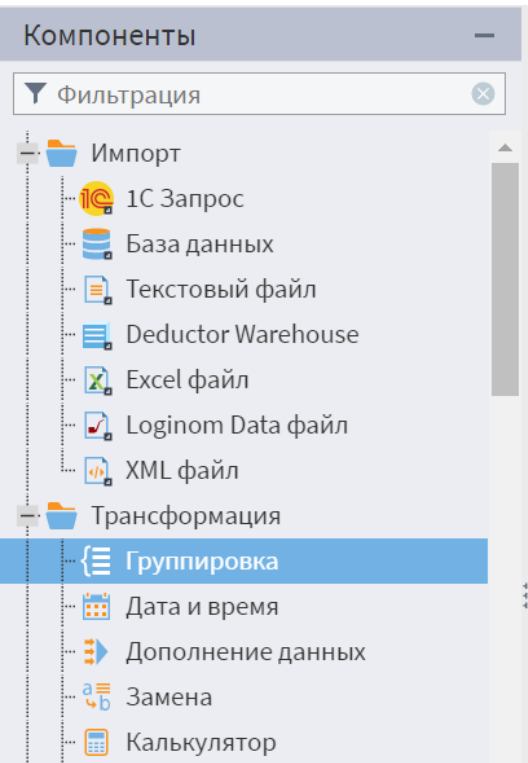 Компоненты
Фильтрация
Импорт
1С Запрос
База данных
Текстовый файл
Deductor Warehouse
Excel файл
Loginom Data файл
XML файл
Трансформация
Группировка
Дата и время
Дополнение данных
Замена
Калькулятор